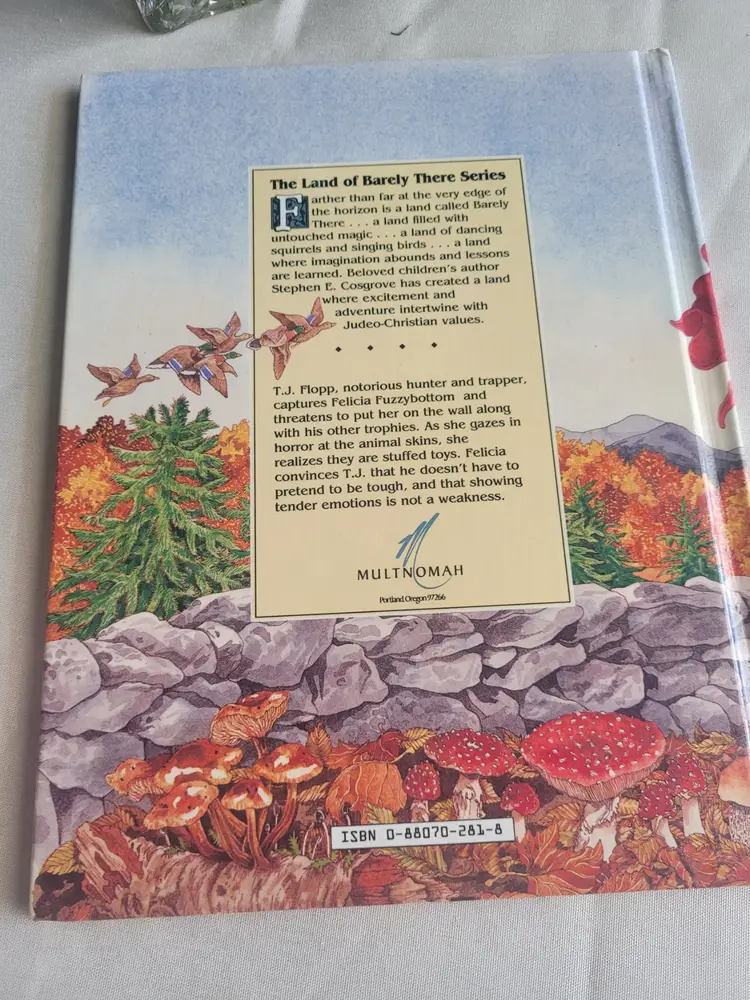 The Land of Barely There Series
Farther than far at the very edge of
the horizon is a land called Barely
There . . . a land filled with
untouched magic . . . a land of dancing
squirrels and singing birds . . . a land
where imagination abounds and lessons
are learned. Beloved children's author
Stephen E. Cosgrove has created a land
where excitement and
adventure intertwine with
Judeo-Christian values.
T.J. Flopp, notorious hunter and trapper,
captures Felicia Fuzzybottom and
threatens to put her on the wall along
with his other trophies. As she gazes in
horror at the animal skins, she
realizes they are stuffed toys. Felicia
convinces T.J. that he doesn't have to
pretend to be tough, and that showing
tender emotions is not a weakness.
MULTNOMAH
Portland, Oregon 97266
ISBN 0-88070-281-8